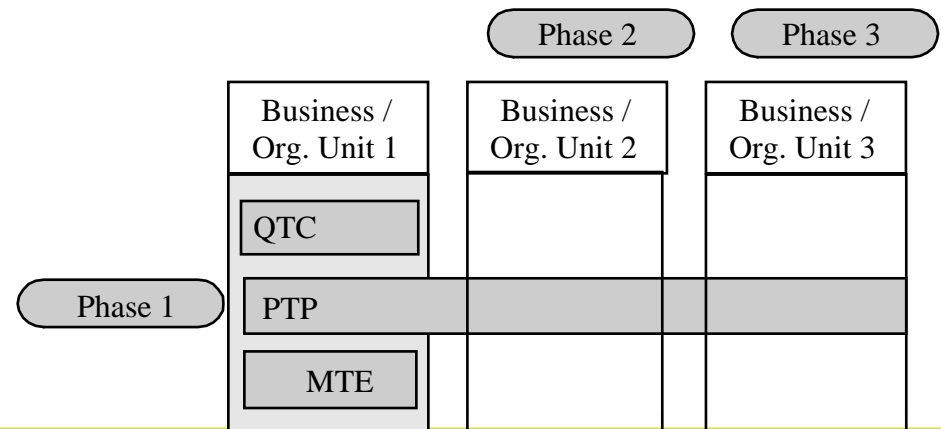 Phase 2
Phase 3
Business /
Org. Unit 1
Business /
Org. Unit 2
Business /
Org. Unit 3
QTC
Phase 1
PTP
MTE